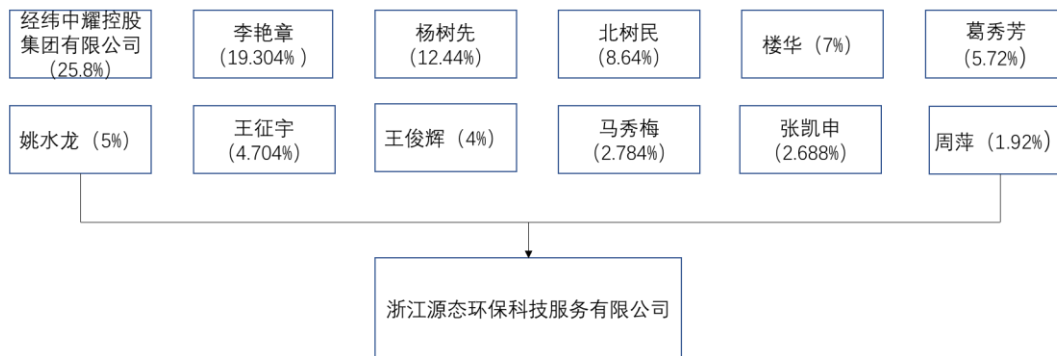 经纬中耀控股
集团有限公司
(25.8%)
李艳章
(19.304% )
杨树先
(12.44%)
北树民
(8.64%)
楼华（7%）
葛秀芳
(5.72%)
姚水龙（5%）
王征宇
(4.704%)
王俊辉（4%）
马秀梅
(2.784%)
张凯申
(2.688%)
周萍（1.92%）
浙江源态环保科技服务有限公司